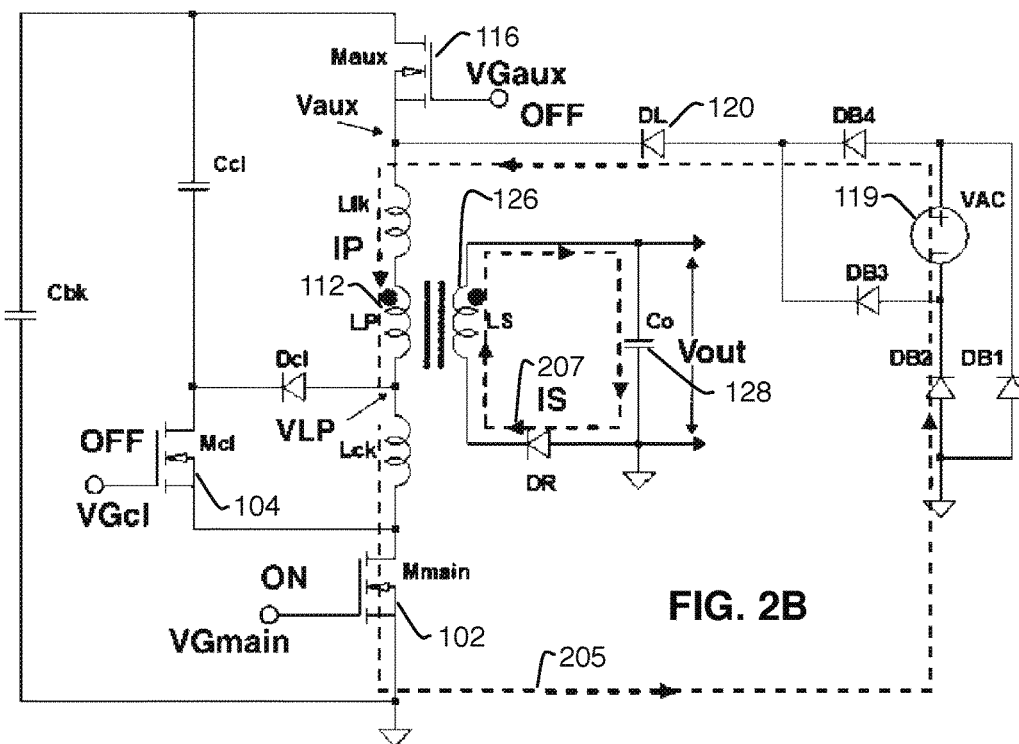 116
Maux
VGaux
OFF
Vaux
DL
120
DB4
Ccl
Llk
126
119
VAC
IP
DB3
Cbk
112
LP
LS
Co
Vout
Dcl
207
DB2
DB1
IS
128
VLP
OFF
Mcl
Lck
DR
VGcl
104
ON
Mmain
FIG. 2B
VGmain
102
205